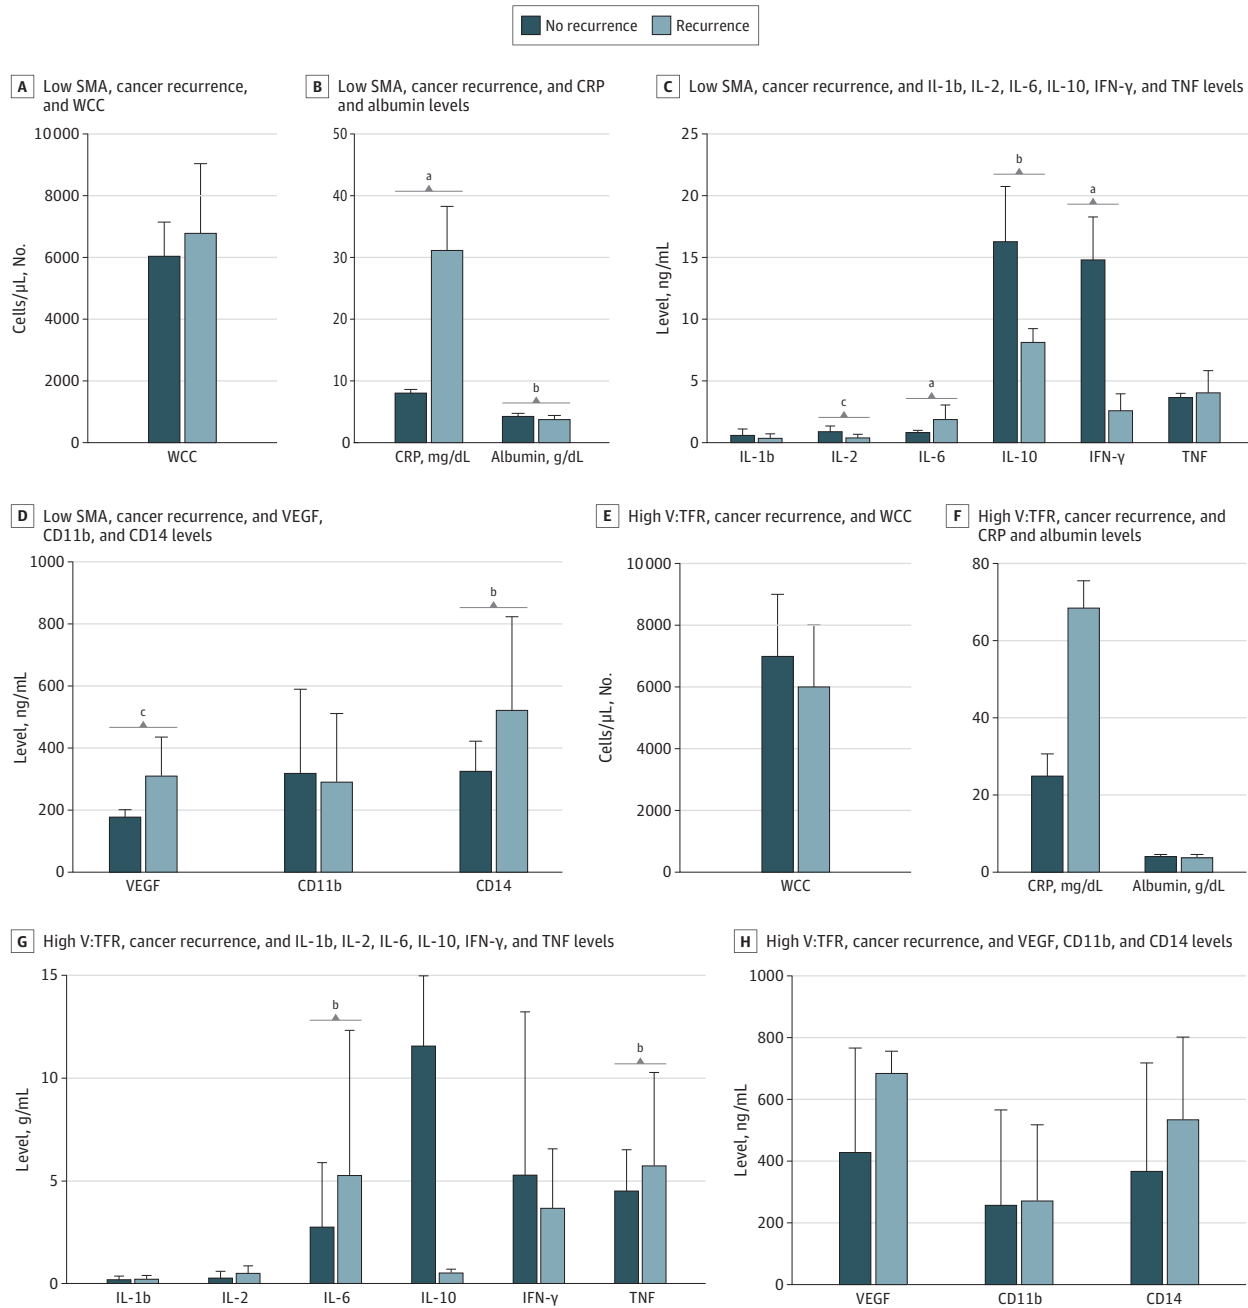 No recurrence Recurrence
A Low SMA, cancer recurrence,
and WCC
10 000
8000
6000
4000
2000
0
Cells/µL, No.
WCC
B Low SMA, cancer recurrence, and CRP
and albumin levels
50
40
30
20
10
0
a
b
CRP, mg/dL Albumin, g/dL
C Low SMA, cancer recurrence, and Il-1b, IL-2, IL-6, IL-10, IFN-γ, and TNF levels
25
20
15
10
5
0
Level, ng/mL
c
a
b
a
IL-1b IL-2 IL-6 IL-10 IFN-γ TNF
D Low SMA, cancer recurrence, and VEGF,
CD11b, and CD14 levels
1000
800
600
400
200
0
Level, ng/mL
c
b
VEGF CD11b CD14
E High V:TFR, cancer recurrence, and WCC
10 000
8000
6000
4000
2000
0
Cells/µL, No.
WCC
F High V:TFR, cancer recurrence, and
CRP and albumin levels
80
60
40
20
0
CRP, mg/dL Albumin, g/dL
G High V:TFR, cancer recurrence, and IL-1b, IL-2, IL-6, IL-10, IFN-γ, and TNF levels
15
10
5
0
Level, g/mL
b
b
IL-1b IL-2 IL-6 IL-10 IFN-γ TNF
H High V:TFR, cancer recurrence, and VEGF, CD11b, and CD14 levels
1000
800
600
400
200
0
Level, ng/mL
VEGF CD11b CD14